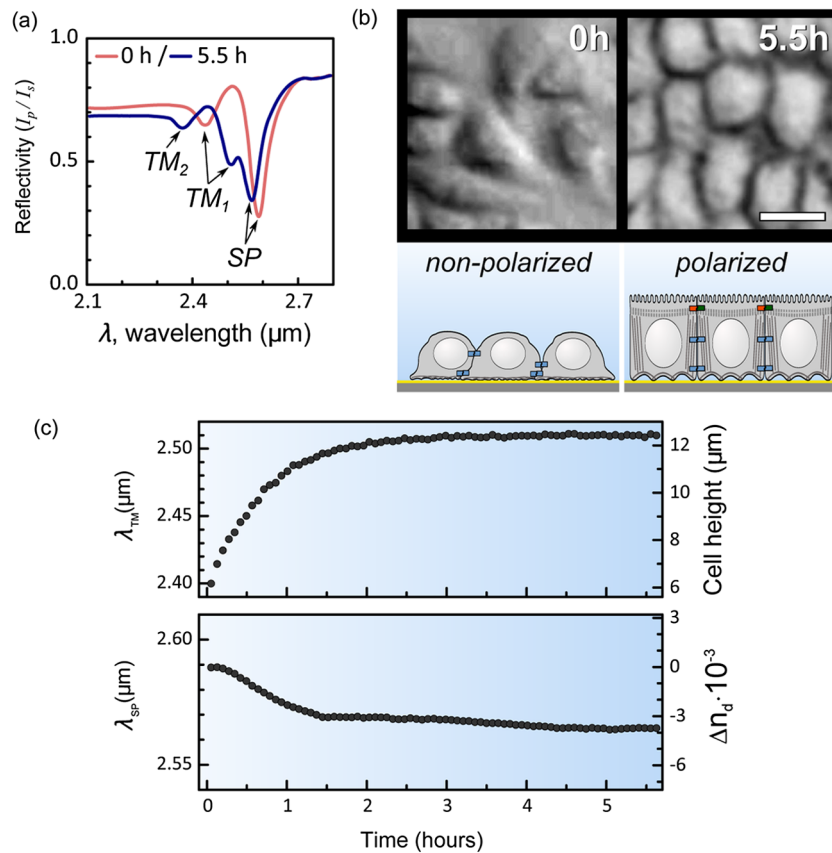 (a)
1.0
0.5
0.0
2.1
2.4
2.7
Reflectivity (Ip / Is)
0 h / 5.5 h
TM2
TM1
SP
λ, wavelength (µm)
(b)
0h
5.5h
non-polarized
polarized
(c)
2.50
2.45
2.40
λTM(µm)
12
10
8
6
Cell height (µm)
2.60
2.55
λSP(µm)
3
0
-3
-6
Δnd·10-3
0
1
2
3
4
5
Time (hours)